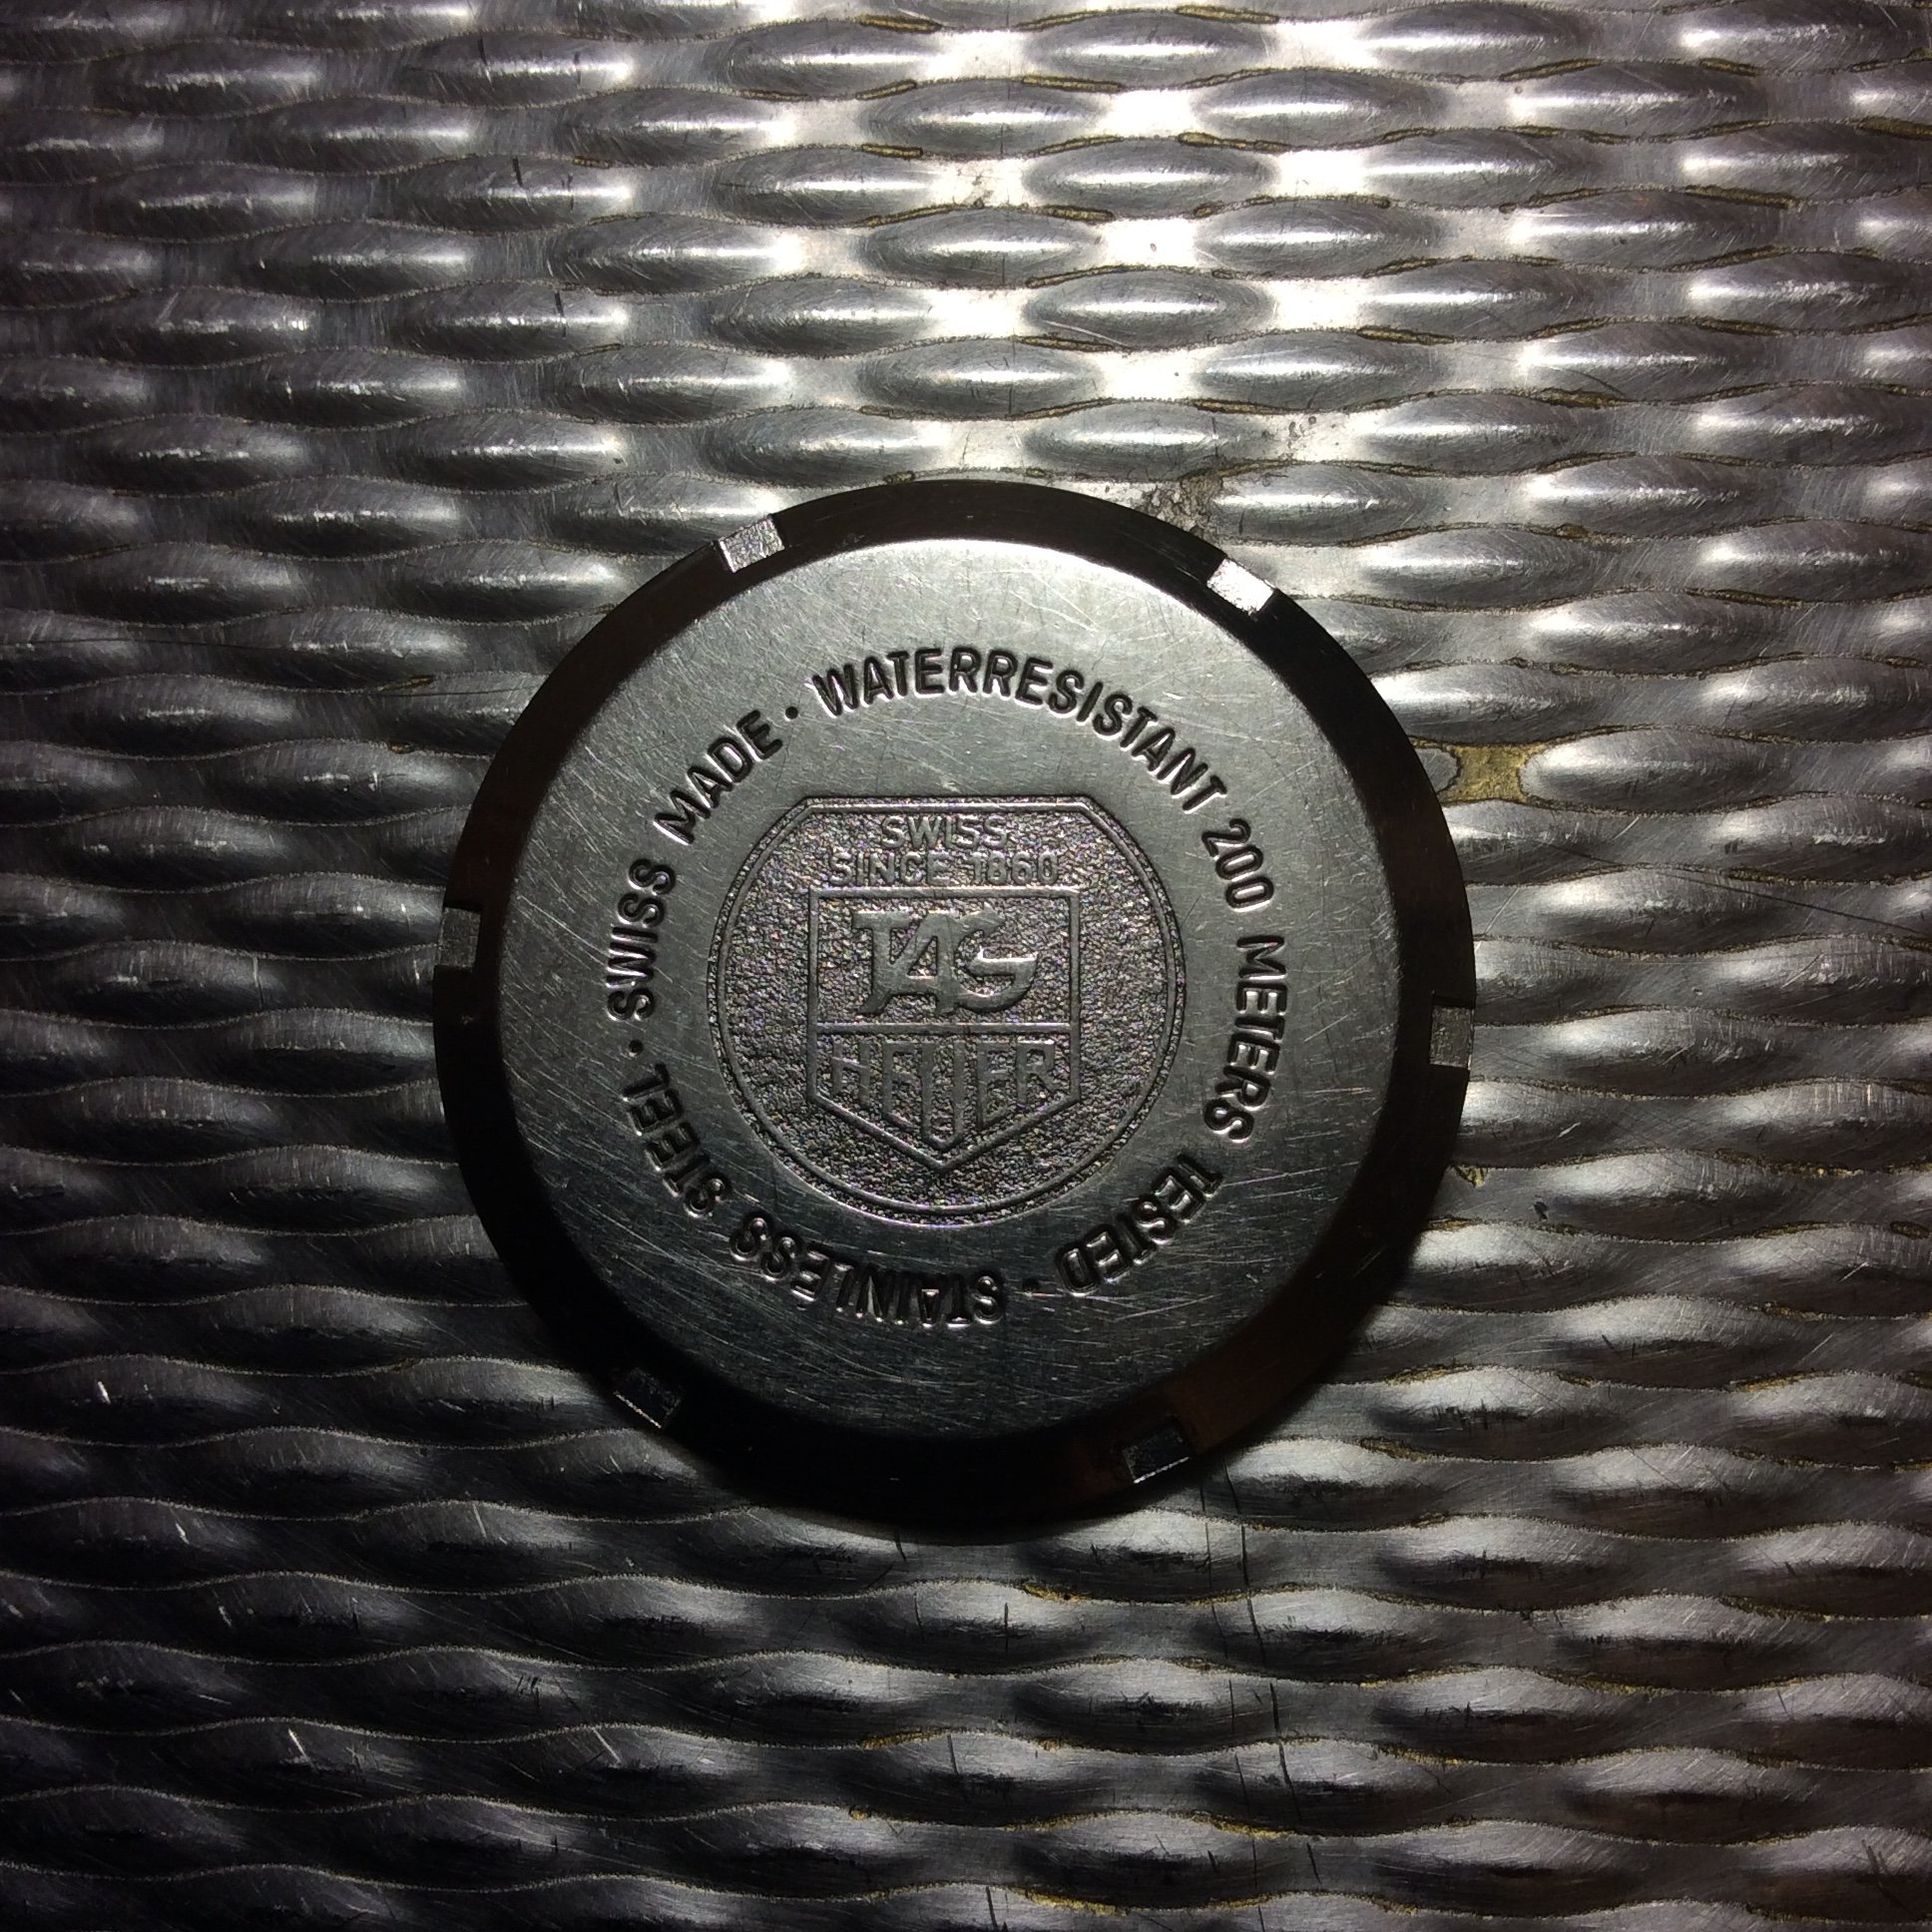 WATERRESISTANT 200 METERS TESTED · STAINLESS STEEL · SWISS MADE ·
SWISS
SINCE 1860
TAG
HEUER